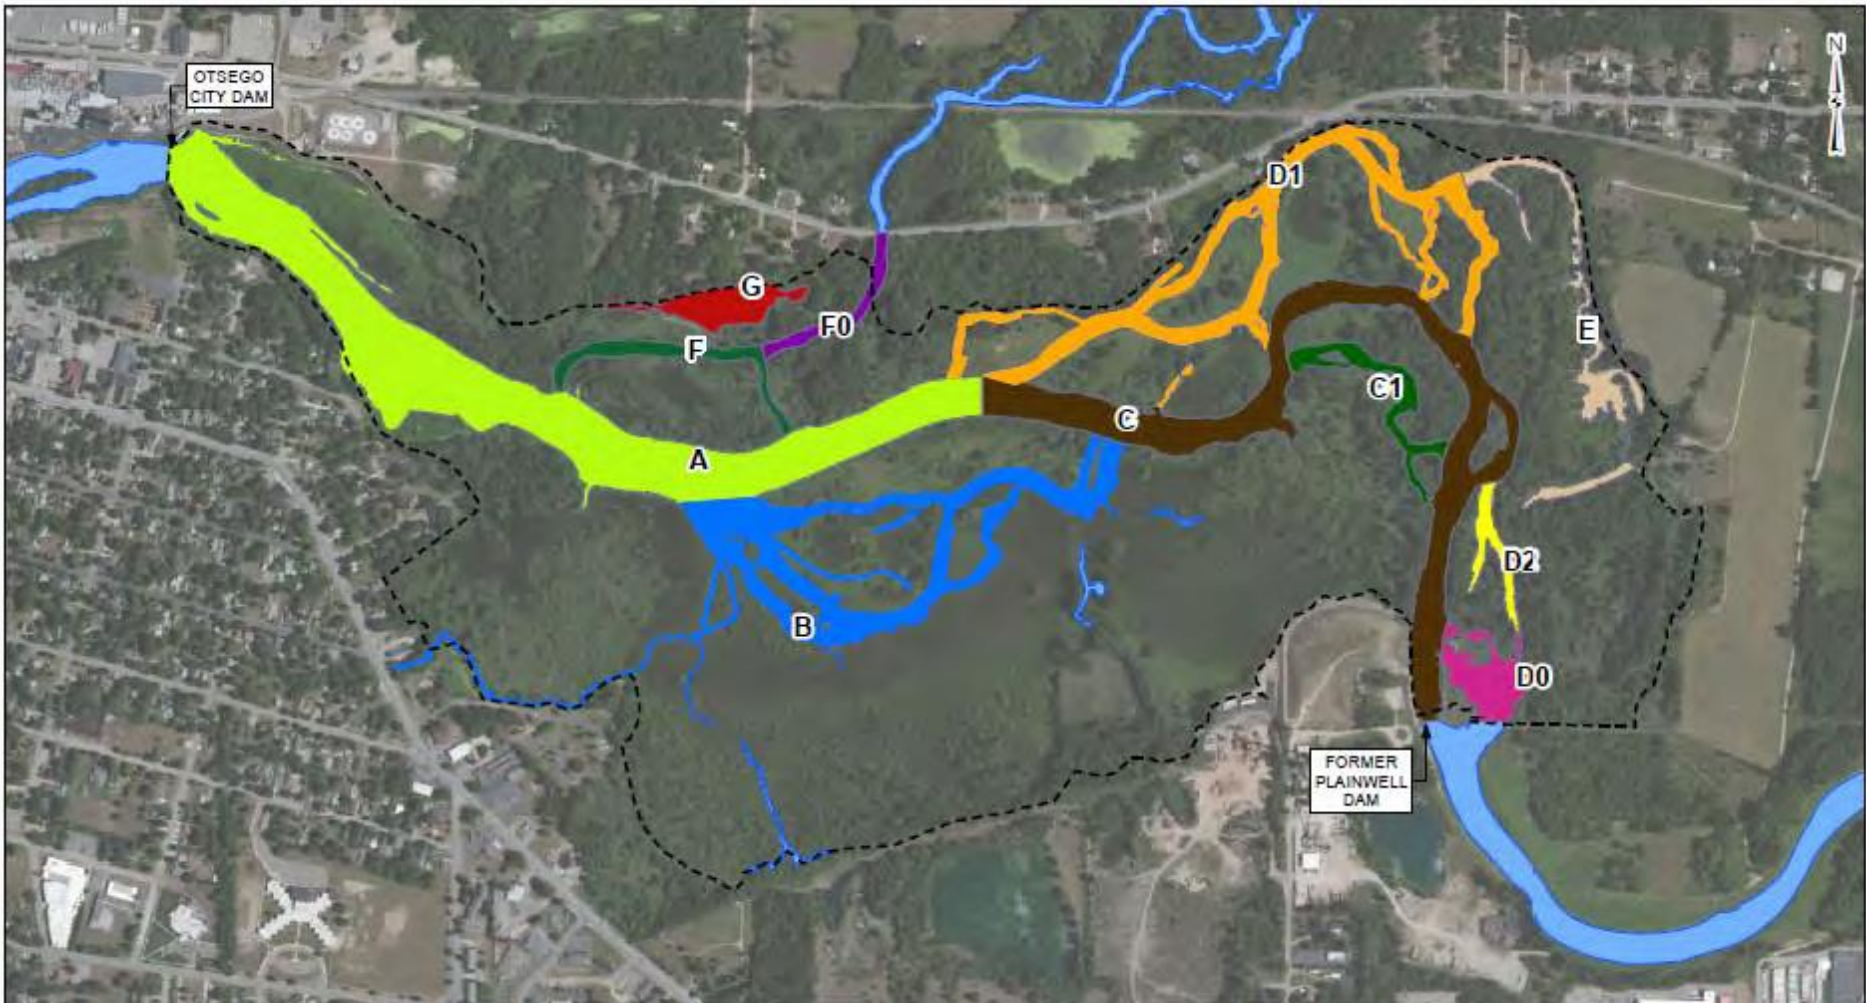 OTSEGO
CITY DAM
N
D1
G
F0
E
F
C1
C
A
D2
B
D0
FORMER
PLAINWELL
DAM